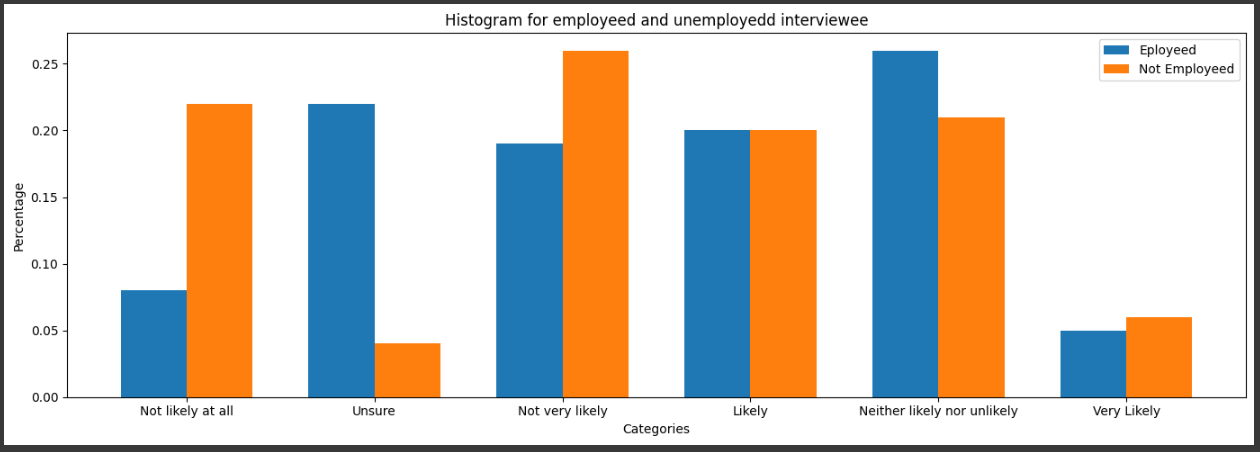 Histogram for employeed and unemployedd interviewee
Eployeed
Not Employeed
Percentage
0.25
0.20
0.15
0.10
0.05
0.00
Not likely at all
Unsure
Not very likely
Likely
Neither likely nor unlikely
Very Likely
Categories